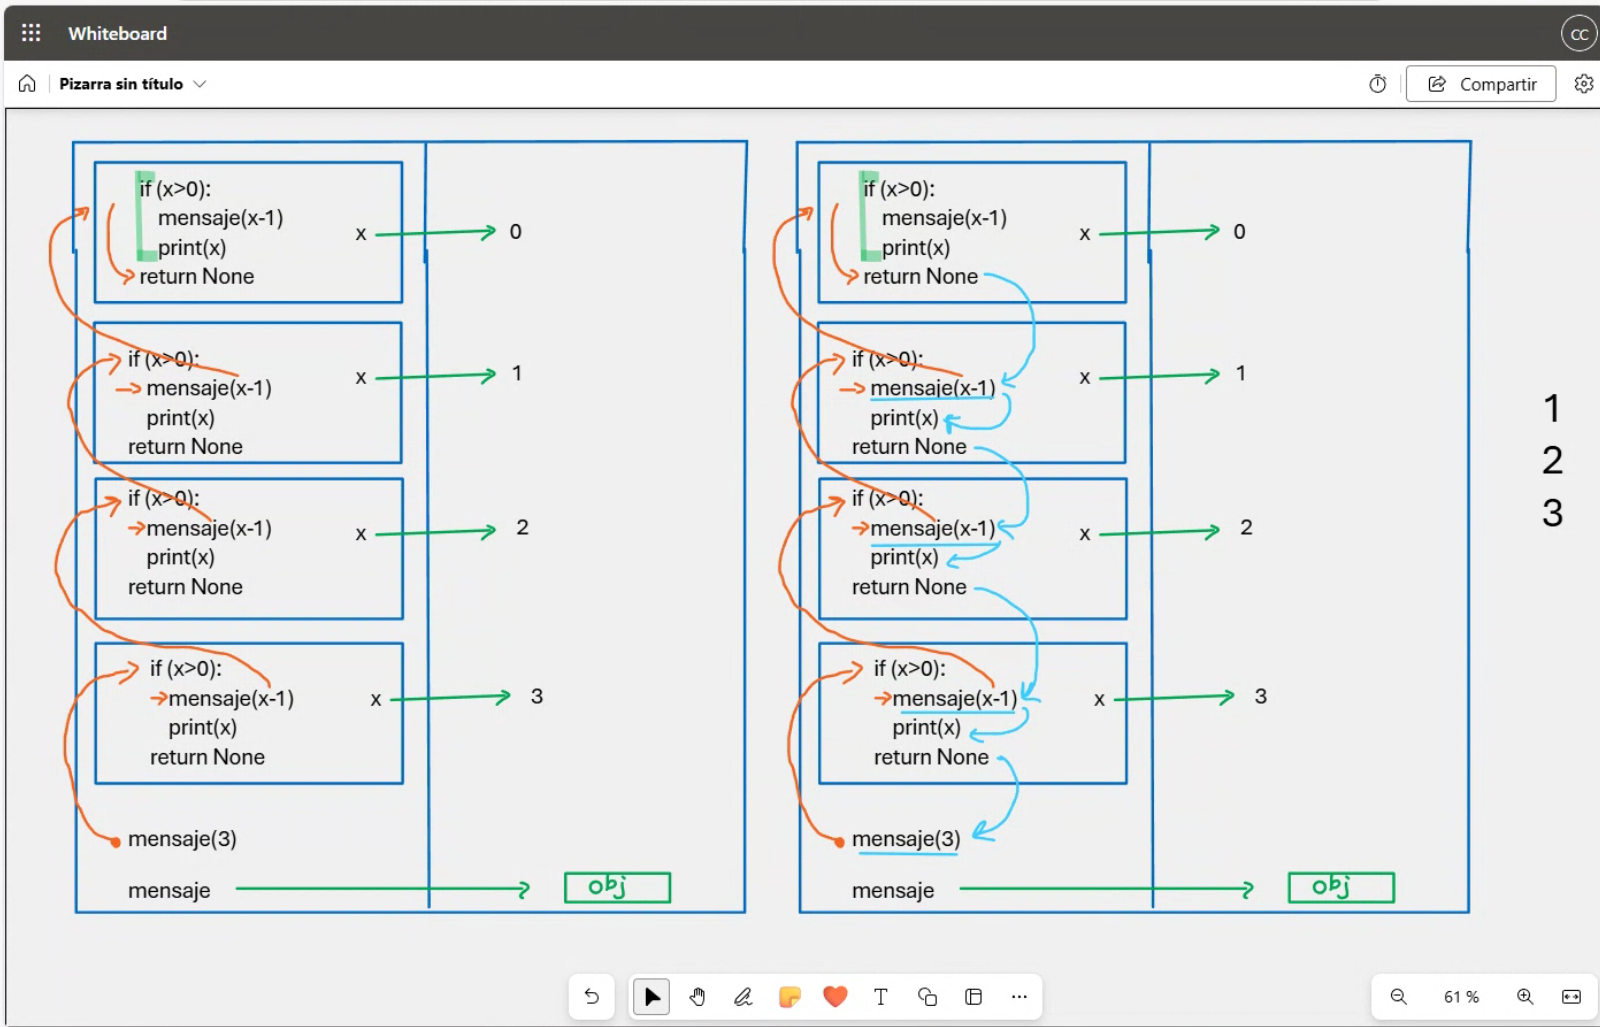 Whiteboard
CC
Pizarra sin título
Compartir
if (x>0):
mensaje(x-1)
print(x)
return None
x
0
if (x>0):
mensaje(x-1)
print(x)
return None
x
1
if (x>0):
mensaje(x-1)
print(x)
return None
x
2
if (x>0):
mensaje(x-1)
print(x)
return None
x
3
mensaje(3)
mensaje
obj
if (x>0):
mensaje(x-1)
print(x)
return None
x
0
if (x>0):
mensaje(x-1)
print(x)
return None
x
1
if (x>0):
mensaje(x-1)
print(x)
return None
x
2
if (x>0):
mensaje(x-1)
print(x)
return None
x
3
mensaje(3)
mensaje
obj
1
2
3
61 %